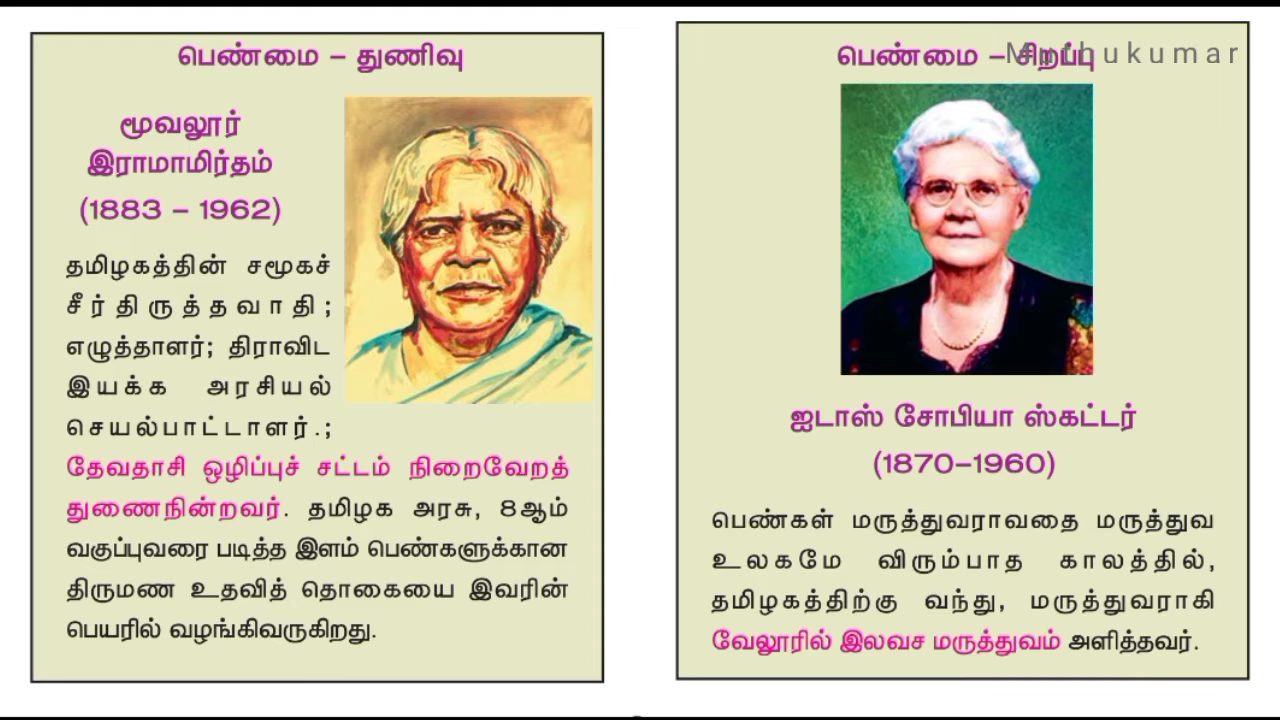 பெண்மை – துணிவு
மூவலூர்
இராமாமிர்தம்
(1883 – 1962)
தமிழகத்தின் சமூகச்
சீர்திருத்தவாதி;
எழுத்தாளர்; திராவிட
இயக்க அரசியல்
செயல்பாட்டாளர்.;
தேவதாசி ஒழிப்புச் சட்டம் நிறைவேறத்
துணைநின்றவர். தமிழக அரசு, 8ஆம்
வகுப்புவரை படித்த இளம் பெண்களுக்கான
திருமண உதவித் தொகையை இவரின்
பெயரில் வழங்கிவருகிறது.
பெண்மை – சிறப்பு
Muthukumar
ஐடாஸ் சோபியா ஸ்கட்டர்
(1870–1960)
பெண்கள் மருத்துவராவதை மருத்துவ
உலகமே விரும்பாத காலத்தில்,
தமிழகத்திற்கு வந்து, மருத்துவராகி
வேலூரில் இலவச மருத்துவம் அளித்தவர்.